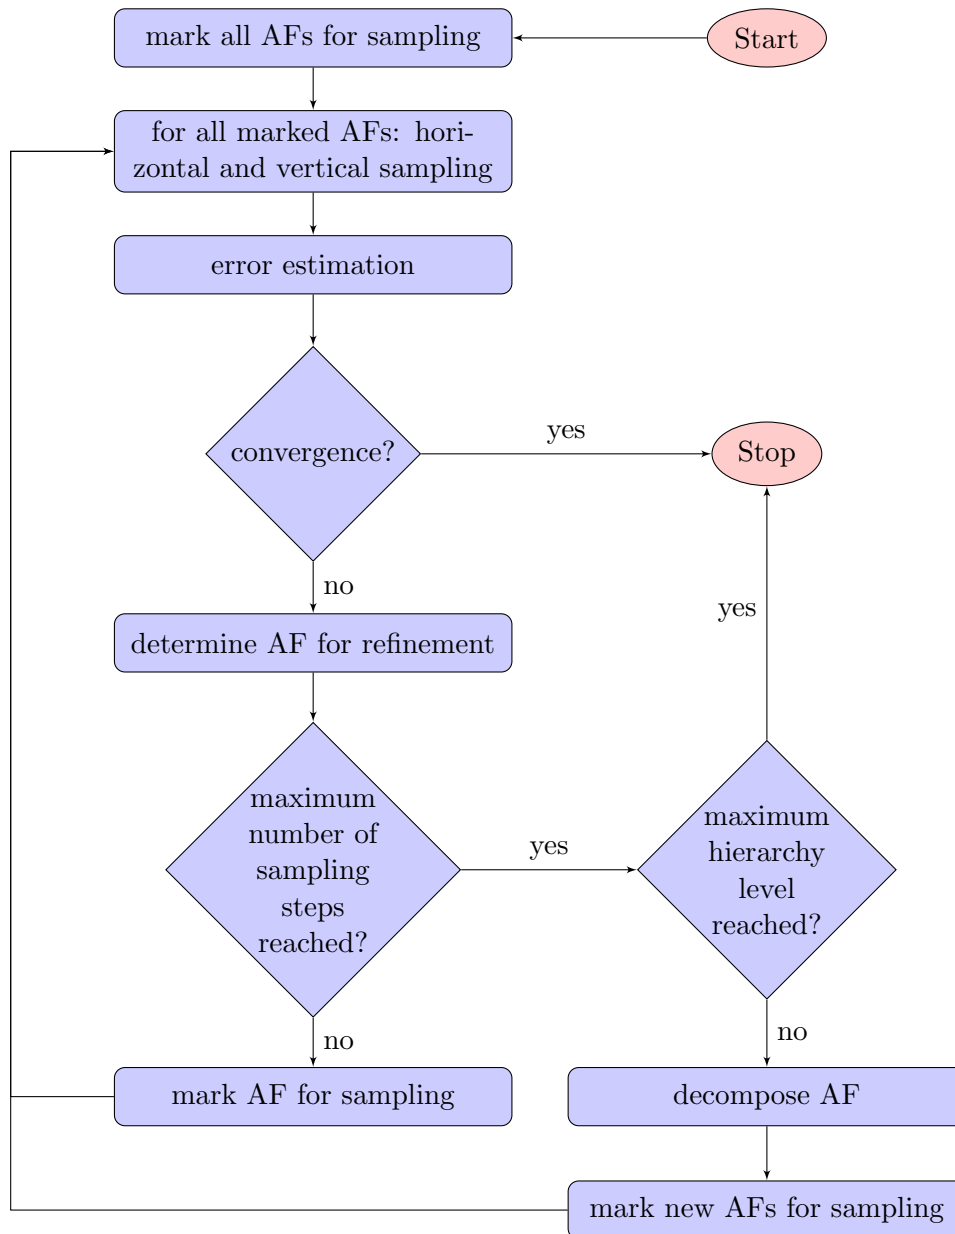 mark all AFs for sampling
Start
for all marked AFs: hori-
zontal and vertical sampling
error estimation
convergence?
yes
Stop
no
yes
determine AF for refinement
maximum
number of
sampling
steps
reached?
yes
maximum
hierarchy
level
reached?
no
no
mark AF for sampling
decompose AF
mark new AFs for sampling